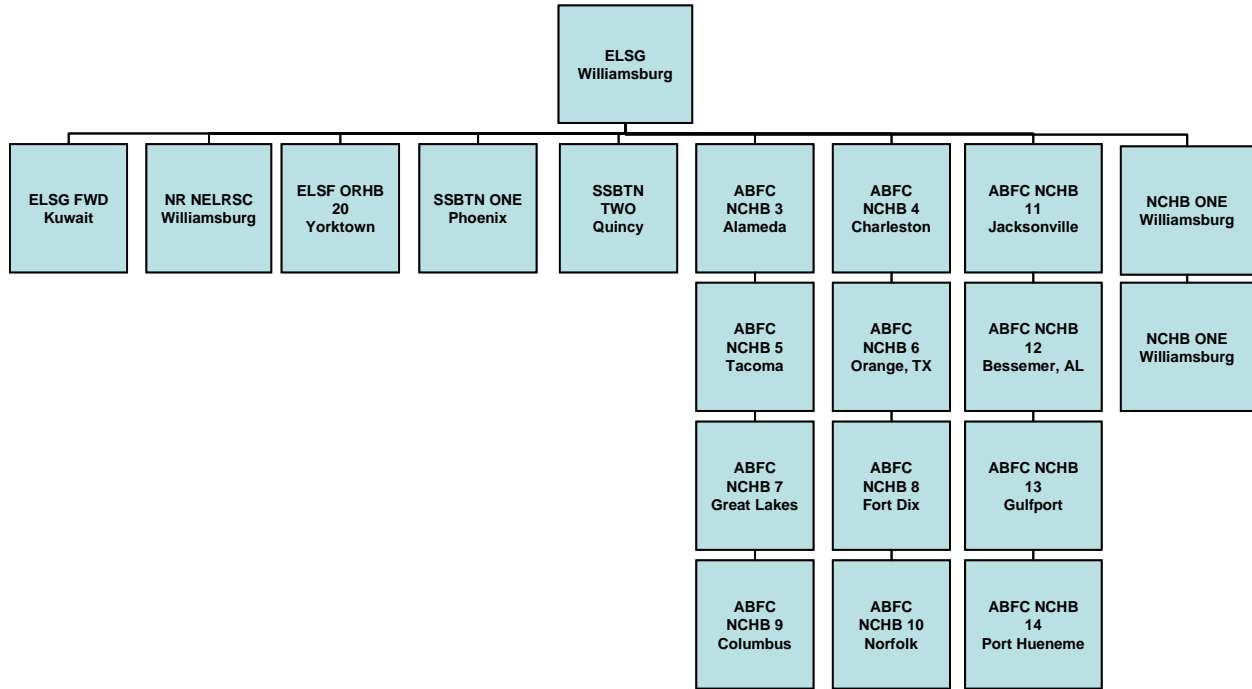 ELSG
Williamsburg
ELSG FWD
Kuwait
NR NELRSC
Williamsburg
ELSF ORHB
20
Yorktown
SSBTN ONE
Phoenix
SSBTN
TWO
Quincy
ABFC
NCHB 3
Alameda
ABFC
NCHB 4
Charleston
ABFC NCHB
11
Jacksonville
NCHB ONE
Williamsburg
ABFC
NCHB 5
Tacoma
ABFC
NCHB 6
Orange, TX
ABFC NCHB
12
Bessemer, AL
NCHB ONE
Williamsburg
ABFC
NCHB 7
Great Lakes
ABFC
NCHB 8
Fort Dix
ABFC NCHB
13
Gulfport
ABFC
NCHB 9
Columbus
ABFC
NCHB 10
Norfolk
ABFC NCHB
14
Port Hueneme